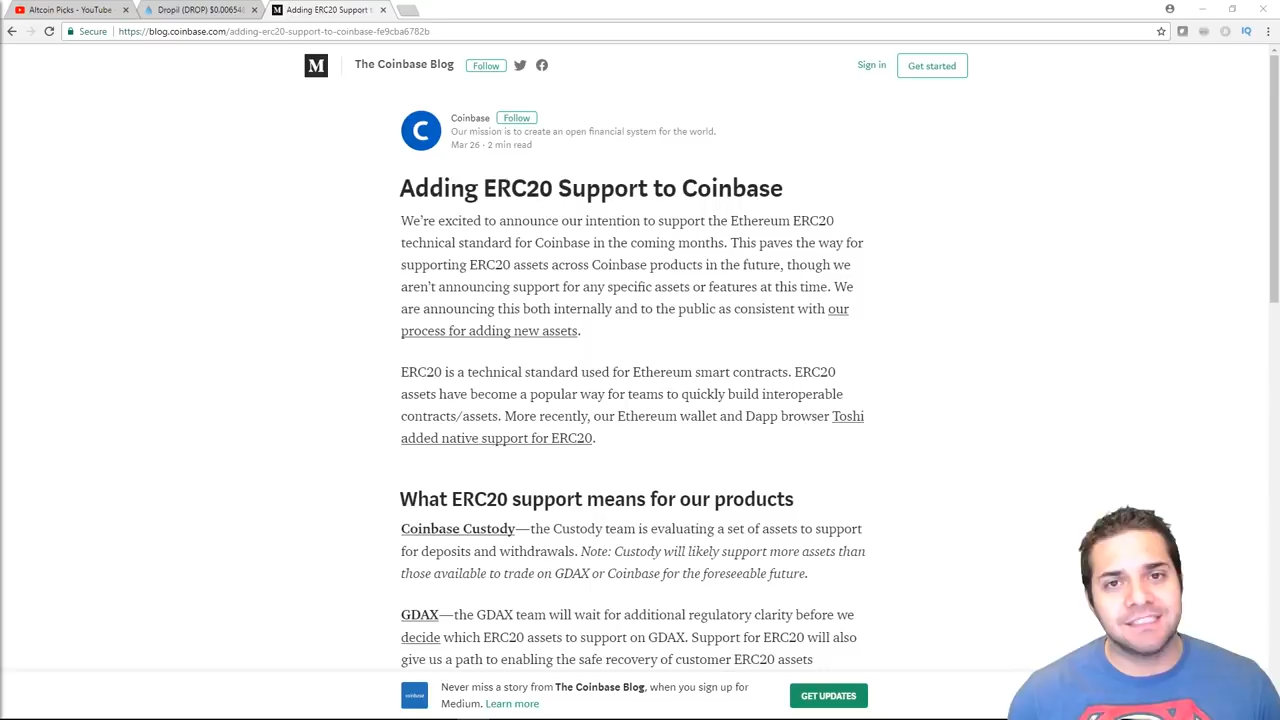 Altcoin Picks - YouTube
Dropil (DROP) $0.00654
Adding ERC20 Support t
Secure
https://blog.coinbase.com/adding-erc20-support-to-coinbase-fe9cba6782b
M
The Coinbase Blog
Follow
Sign in
Get started
C
Coinbase
Follow
Our mission is to create an open financial system for the world.
Mar 26 · 2 min read
Adding ERC20 Support to Coinbase
We’re excited to announce our intention to support the Ethereum ERC20
technical standard for Coinbase in the coming months. This paves the way for
supporting ERC20 assets across Coinbase products in the future, though we
aren’t announcing support for any specific assets or features at this time. We
are announcing this both internally and to the public as consistent with our
process for adding new assets.
ERC20 is a technical standard used for Ethereum smart contracts. ERC20
assets have become a popular way for teams to quickly build interoperable
contracts/assets. More recently, our Ethereum wallet and Dapp browser Toshi
added native support for ERC20.
What ERC20 support means for our products
Coinbase Custody—the Custody team is evaluating a set of assets to support
for deposits and withdrawals. Note: Custody will likely support more assets than
those available to trade on GDAX or Coinbase for the foreseeable future.
GDAX—the GDAX team will wait for additional regulatory clarity before we
decide which ERC20 assets to support on GDAX. Support for ERC20 will also
give us a path to enabling the safe recovery of customer ERC20 assets
coinbase
Never miss a story from The Coinbase Blog, when you sign up for
Medium. Learn more
GET UPDATES